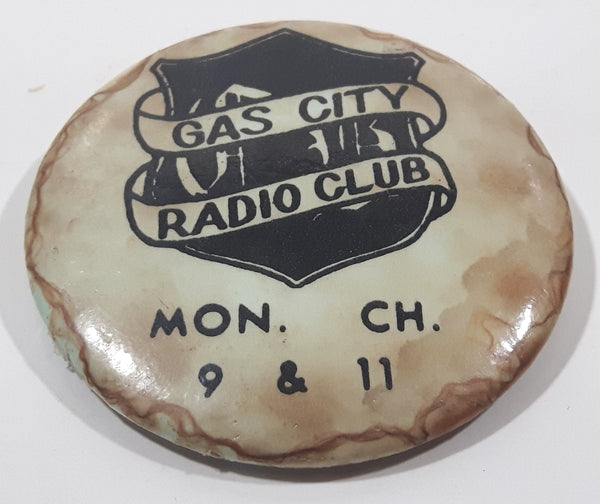 GAS CITY
RADIO CLUB
MON. CH.
9 & 11